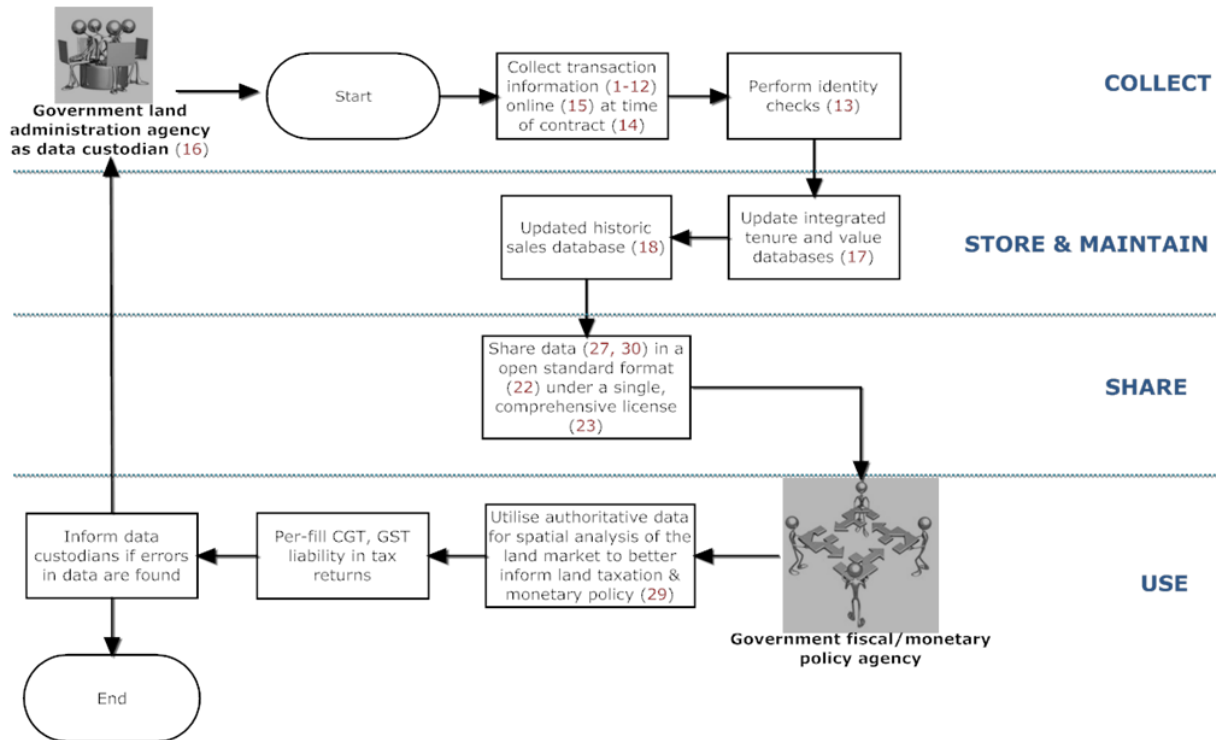 Government land
administration agency
as data custodian (16)
Start
Collect transaction
information (1-12)
online (15) at time
of contract (14)
Perform identity
checks (13)
COLLECT
Updated historic
sales database (18)
Update integrated
tenure and value
databases (17)
STORE & MAINTAIN
Share data (27, 30) in a
open standard format
(22) under a single,
comprehensive license
(23)
SHARE
Inform data
custodians if errors
in data are found
Per-fill CGT, GST
liability in tax
returns
Utilise authoritative data
for spatial analysis of the
land market to better
inform land taxation &
monetary policy (29)
USE
Government fiscal/monetary
policy agency
End